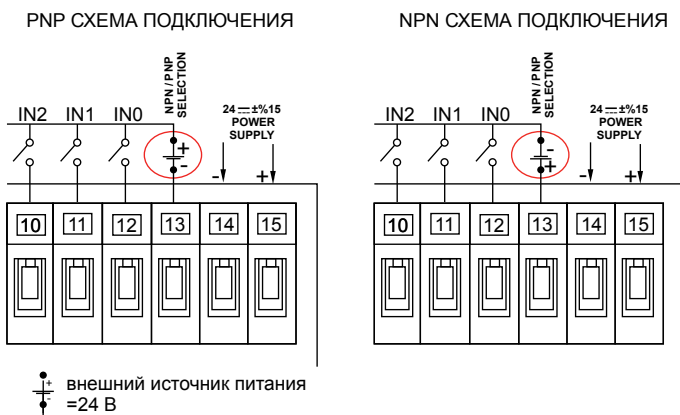 PNP СХЕМА ПОДКЛЮЧЕНИЯ
NPN / PNP
SELECTION
24 ⎓ ±%15
POWER
SUPPLY
IN2 IN1 IN0
+
-
- +
10 11 12 13 14 15
внешний источник питания
=24 В
+
-
NPN СХЕМА ПОДКЛЮЧЕНИЯ
NPN / PNP
SELECTION
24 ⎓ ±%15
POWER
SUPPLY
IN2 IN1 IN0
-
+
- +
10 11 12 13 14 15